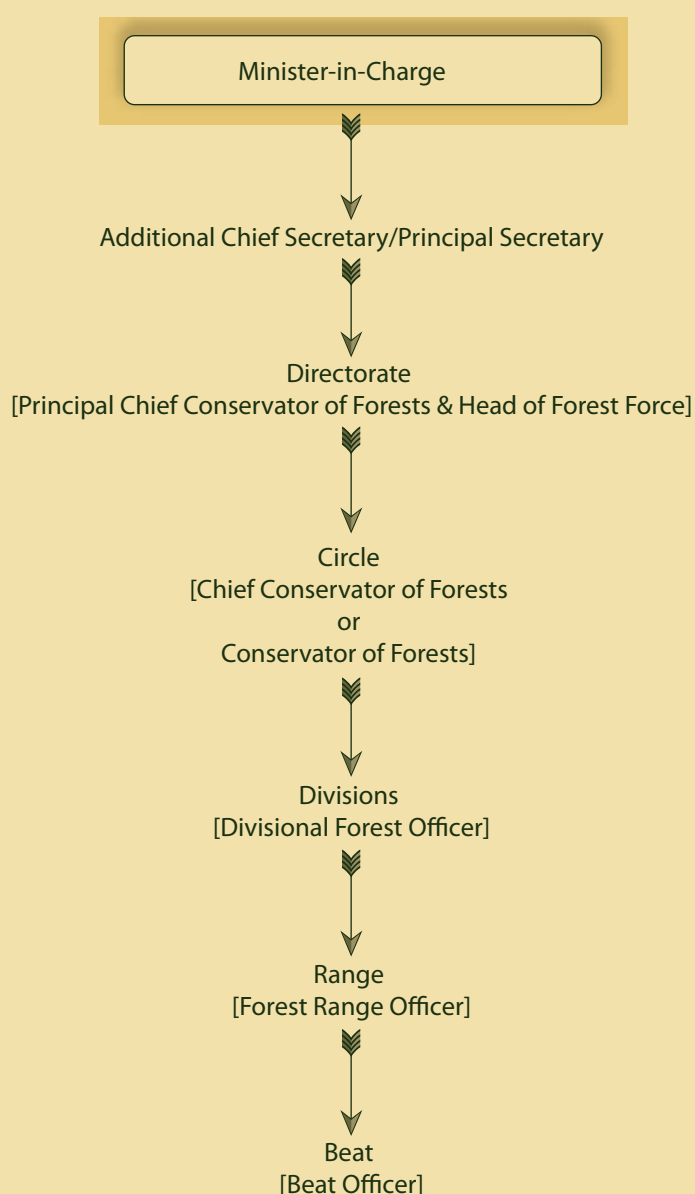 Minister-in-Charge
Additional Chief Secretary/Principal Secretary
Directorate
[Principal Chief Conservator of Forests & Head of Forest Force]
Circle
[Chief Conservator of Forests
or
Conservator of Forests]
Divisions
[Divisional Forest Officer]
Range
[Forest Range Officer]
Beat
[Beat Officer]